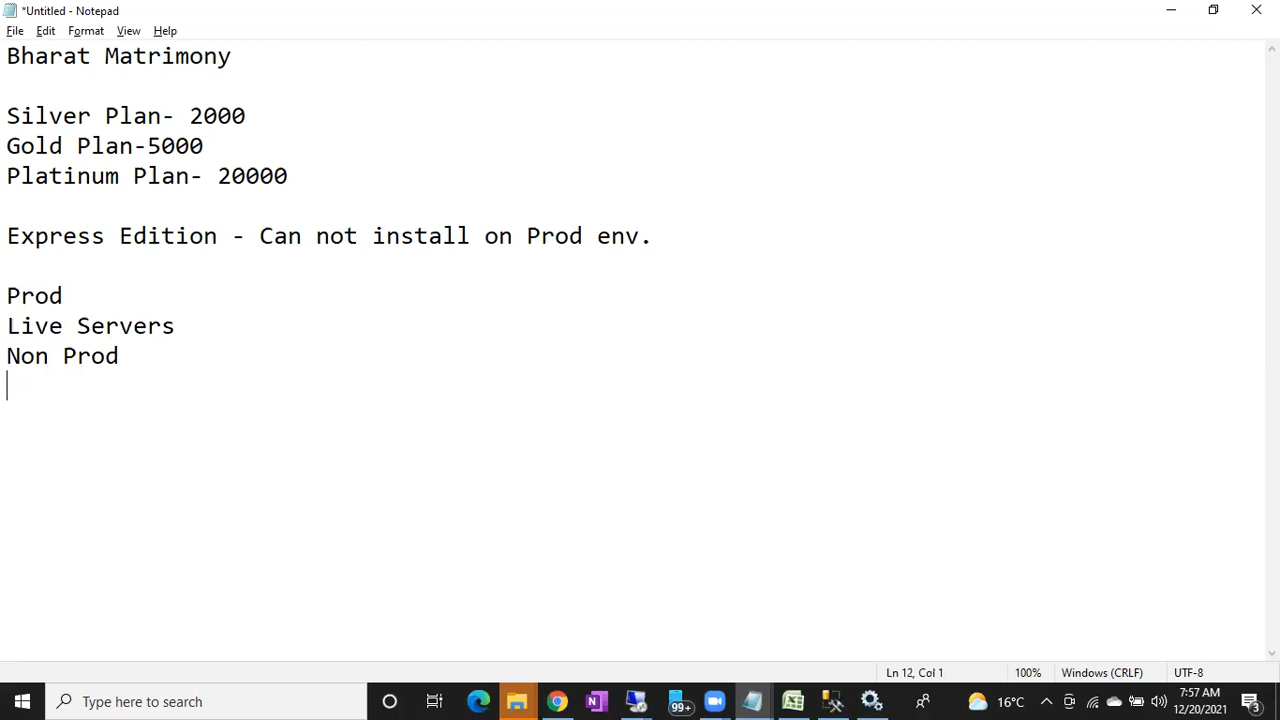 *Untitled - Notepad
File Edit Format View Help
Bharat Matrimony
Silver Plan- 2000
Gold Plan-5000
Platinum Plan- 20000
Express Edition - Can not install on Prod env.
Prod
Live Servers
Non Prod
Ln 12, Col 1 100% Windows (CRLF) UTF-8
Type here to search
N
99+
16°C
7:57 AM
12/20/2021
3